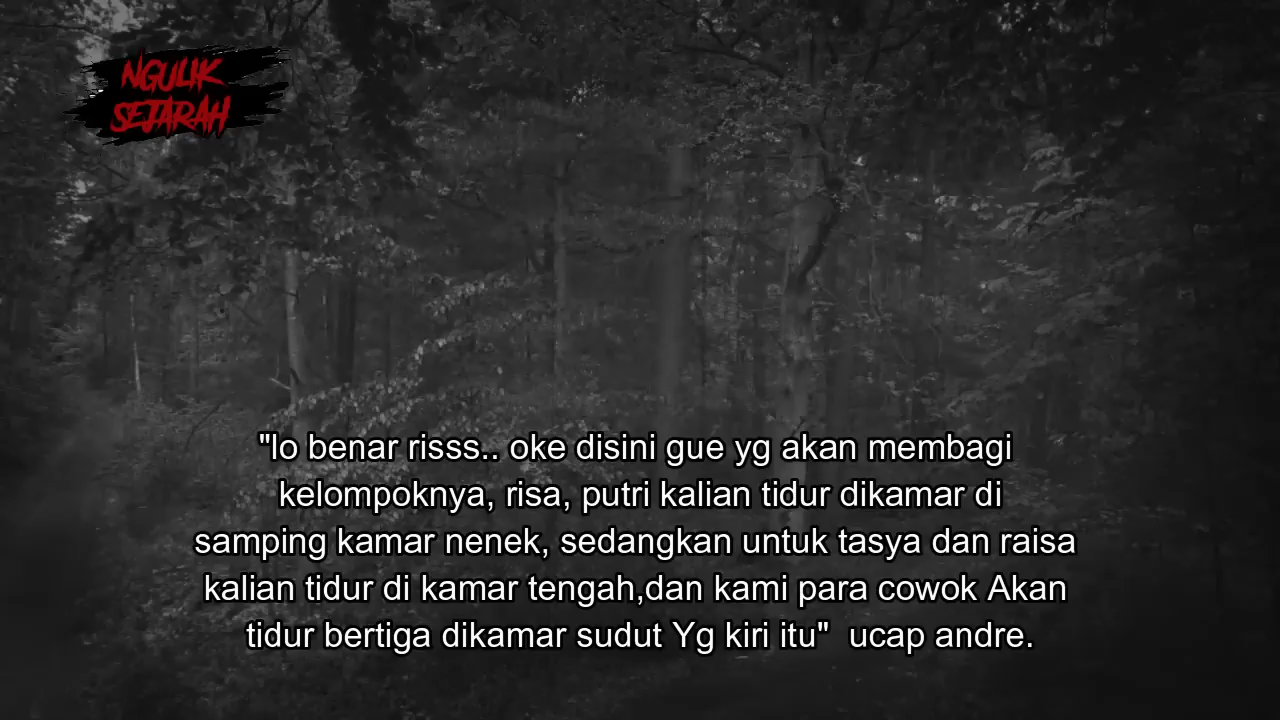 NGULIK
SEJARAH
"lo benar risss.. oke disini gue yg akan membagi
kelompoknya, risa, putri kalian tidur dikamar di
samping kamar nenek, sedangkan untuk tasya dan raisa
kalian tidur di kamar tengah,dan kami para cowok Akan
tidur bertiga dikamar sudut Yg kiri itu"  ucap andre.